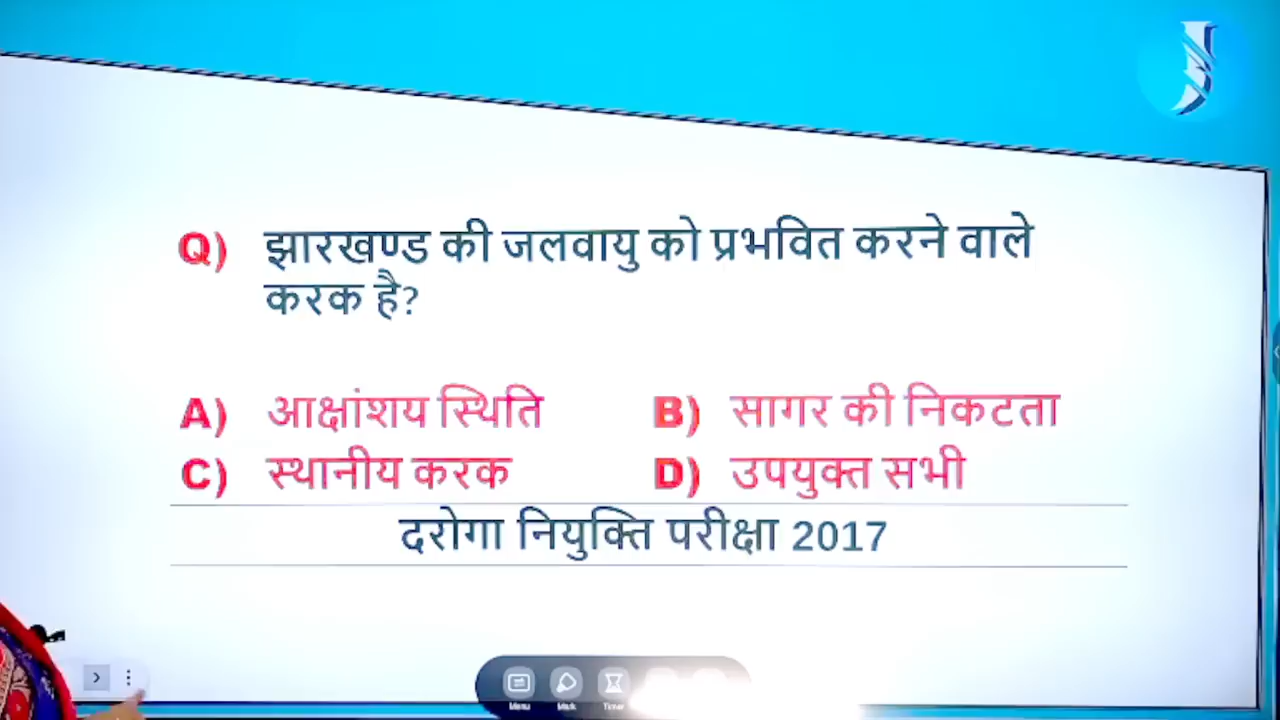 Q) झारखण्ड की जलवायु को प्रभवित करने वाले
करक है?
A) आक्षांशय स्थिति B) सागर की निकटता
C) स्थानीय करक D) उपयुक्त सभी
दरोगा नियुक्ति परीक्षा 2017
Menu Mark Timer